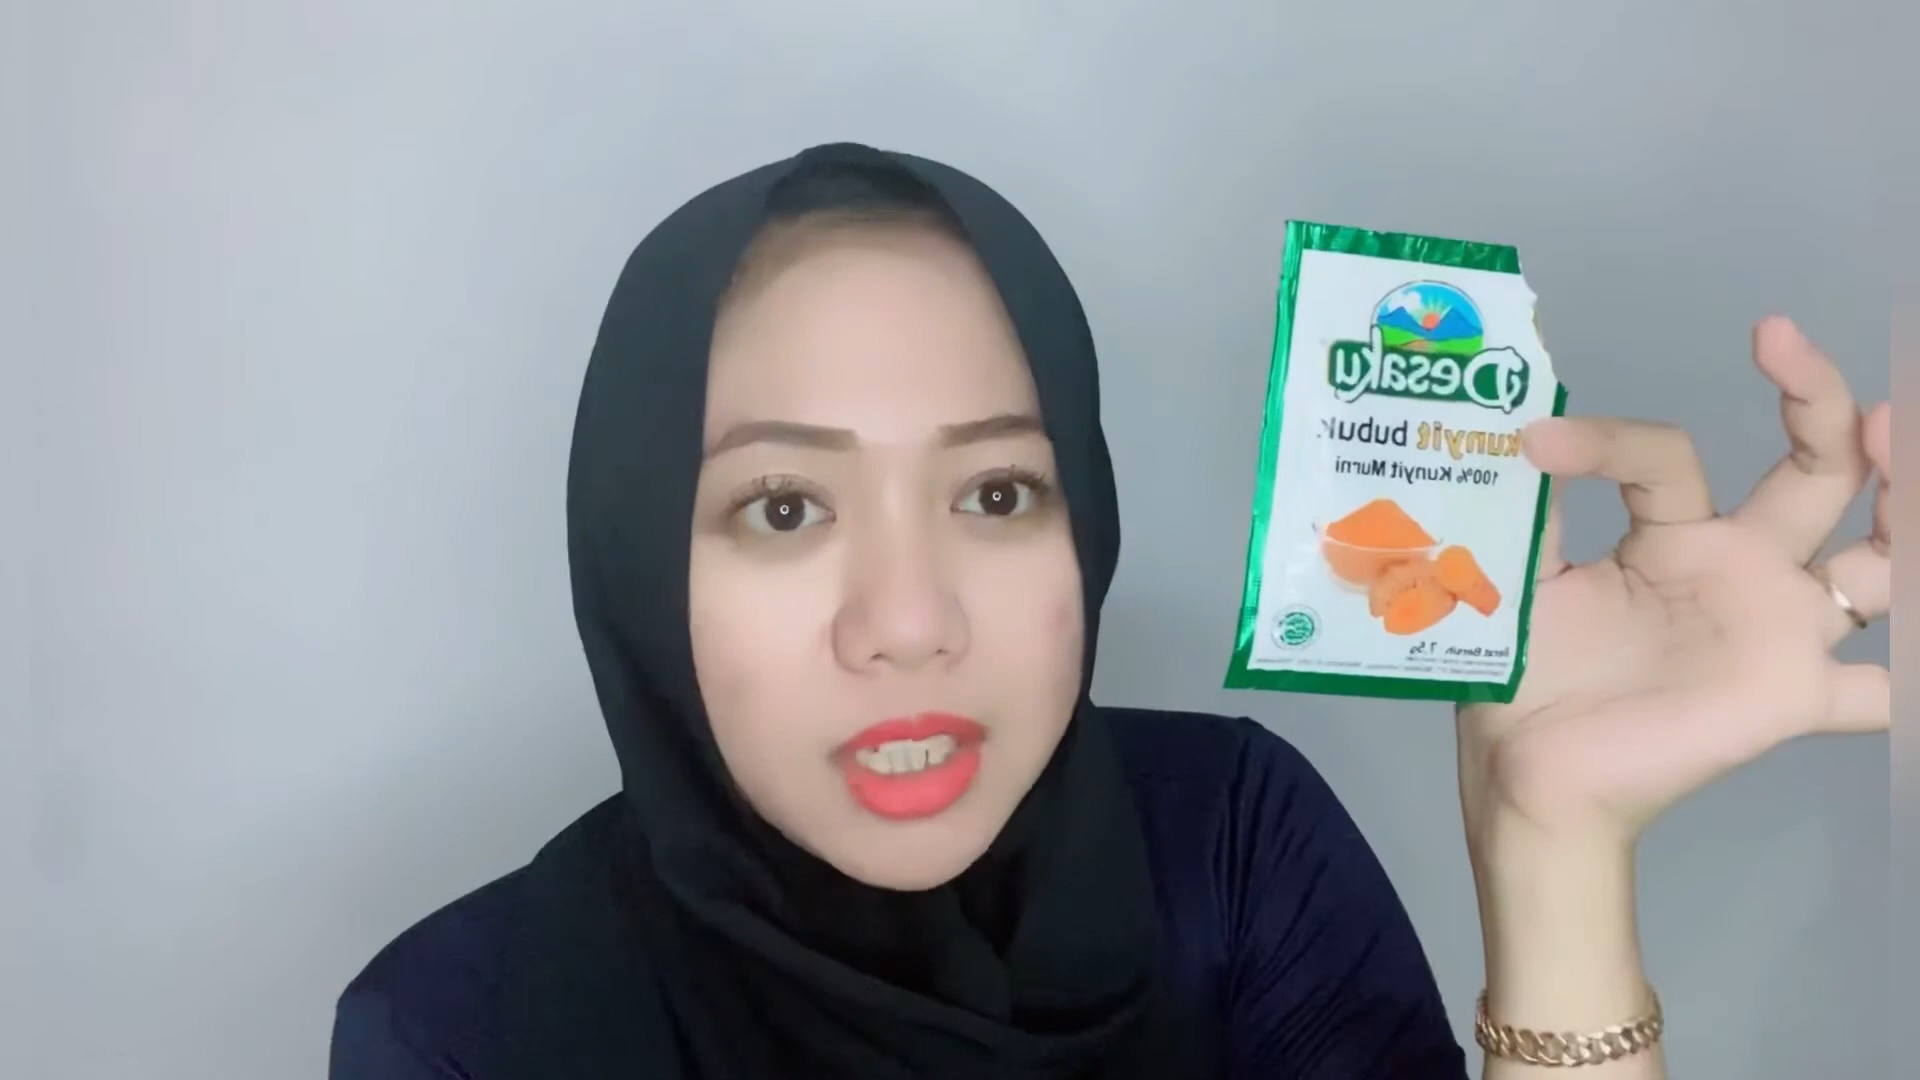 Desaku
kunyit bubuk
100% Kunyit Murni
Berat Bersih 7,5g